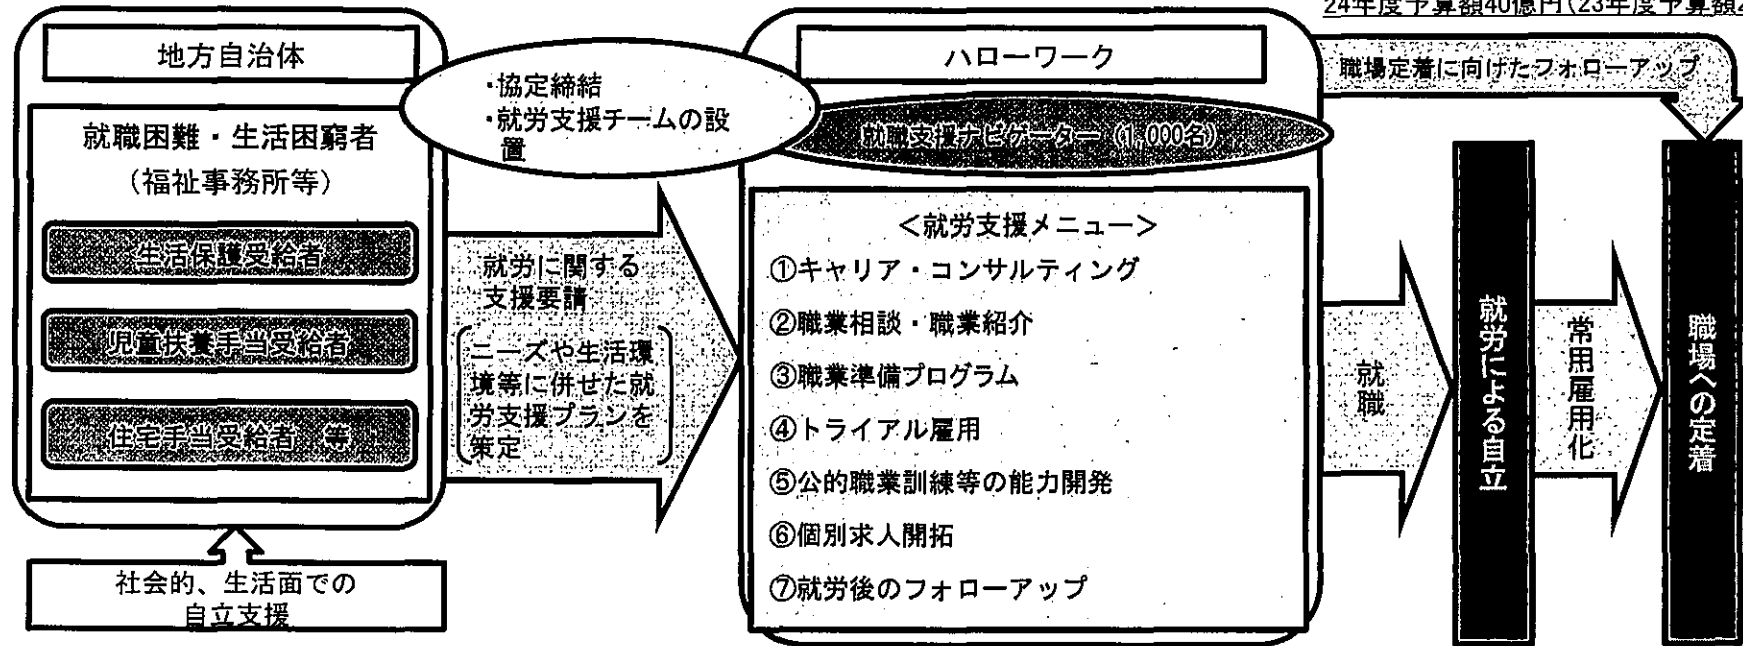 24年度予算額40億円(23年度予算額2
地方自治体
ハローワーク
職場定着に向けたフォローアップ
・協定締結
・就労支援チームの設
置
就職支援ナビゲーター(1,000名)
就職困難・生活困窮者
(福祉事務所等)
生活保護受給者
児童扶養手当受給者
住宅手当受給者 等
就労に関する
支援要請
ニーズや生活環
境等に併せた就
労支援プランを
策定
<就労支援メニュー>
①キャリア・コンサルティング
②職業相談・職業紹介
③職業準備プログラム
④トライアル雇用
⑤公的職業訓練等の能力開発
⑥個別求人開拓
⑦就労後のフォローアップ
就職
就労による自立
常用雇用化
職場への定着
社会的、生活面での
自立支援